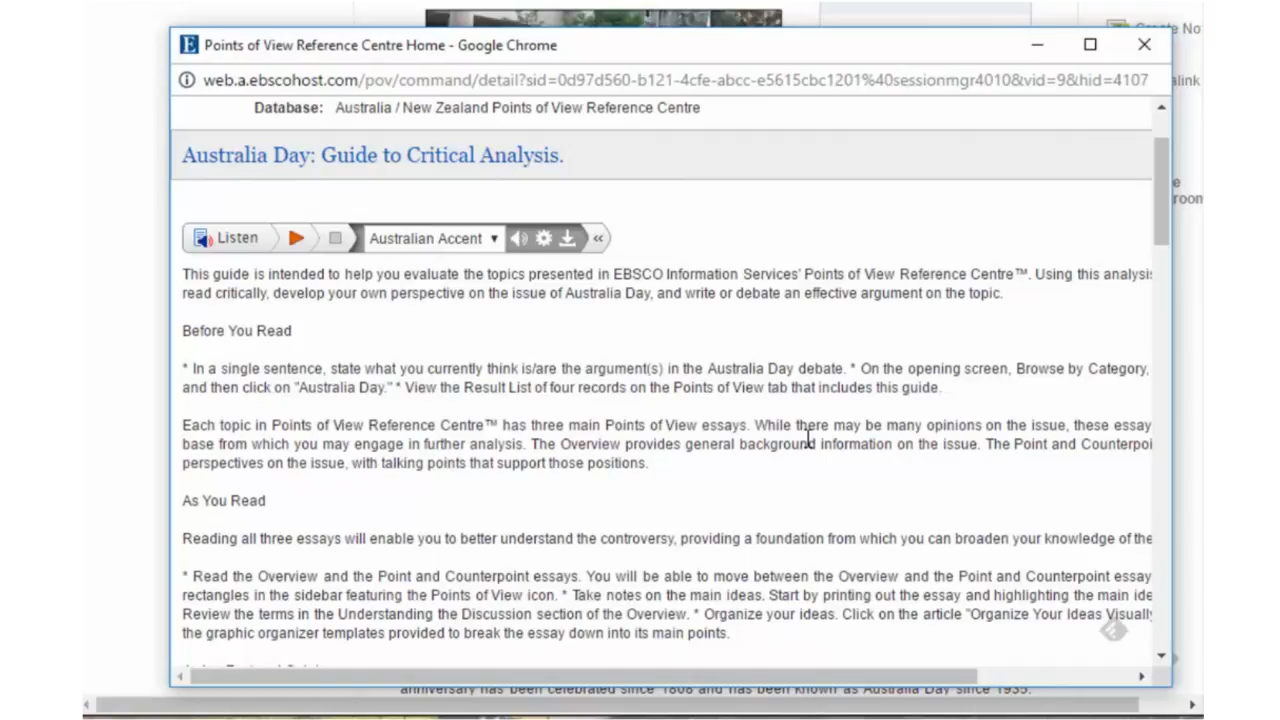 Create No
Points of View Reference Centre Home - Google Chrome
web.a.ebscohost.com/pov/command/detail?sid=0d97d560-b121-4cfe-abcc-e5615cbc1201%40sessionmgr4010&vid=9&hid=4107
alink
Database: Australia / New Zealand Points of View Reference Centre
Australia Day: Guide to Critical Analysis.
e
room
Listen
Australian Accent
This guide is intended to help you evaluate the topics presented in EBSCO Information Services' Points of View Reference Centre™. Using this analysis
read critically, develop your own perspective on the issue of Australia Day, and write or debate an effective argument on the topic.
Before You Read
* In a single sentence, state what you currently think is/are the argument(s) in the Australia Day debate. * On the opening screen, Browse by Category,
and then click on "Australia Day." * View the Result List of four records on the Points of View tab that includes this guide.
Each topic in Points of View Reference Centre™ has three main Points of View essays. While there may be many opinions on the issue, these essay
base from which you may engage in further analysis. The Overview provides general background information on the issue. The Point and Counterpoi
perspectives on the issue, with talking points that support those positions.
As You Read
Reading all three essays will enable you to better understand the controversy, providing a foundation from which you can broaden your knowledge of the
* Read the Overview and the Point and Counterpoint essays. You will be able to move between the Overview and the Point and Counterpoint essay
rectangles in the sidebar featuring the Points of View icon. * Take notes on the main ideas. Start by printing out the essay and highlighting the main ide
Review the terms in the Understanding the Discussion section of the Overview. * Organize your ideas. Click on the article "Organize Your Ideas Visually
the graphic organizer templates provided to break the essay down into its main points.
anniversary has been celebrated since 1808 and has been known as Australia Day since 1935.